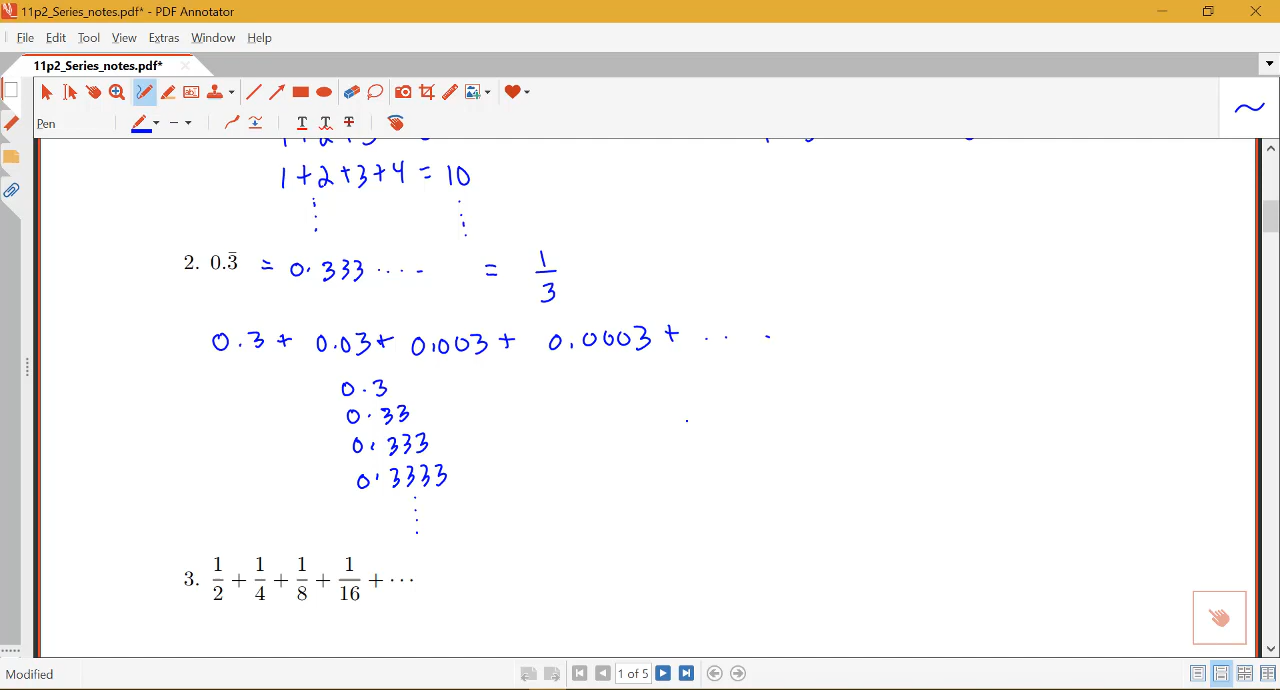 11p2_Series_notes.pdf* - PDF Annotator
File Edit Tool View Extras Window Help
11p2_Series_notes.pdf*
Pen
1+2+3+4 = 10
2. 0.3̄ = 0.333 .... = 1/3
0.3 + 0.03 + 0.003 + 0.0003 + ...
0.3
0.33
0.333
0.3333
3. 1/2 + 1/4 + 1/8 + 1/16 + ···
Modified
1 of 5